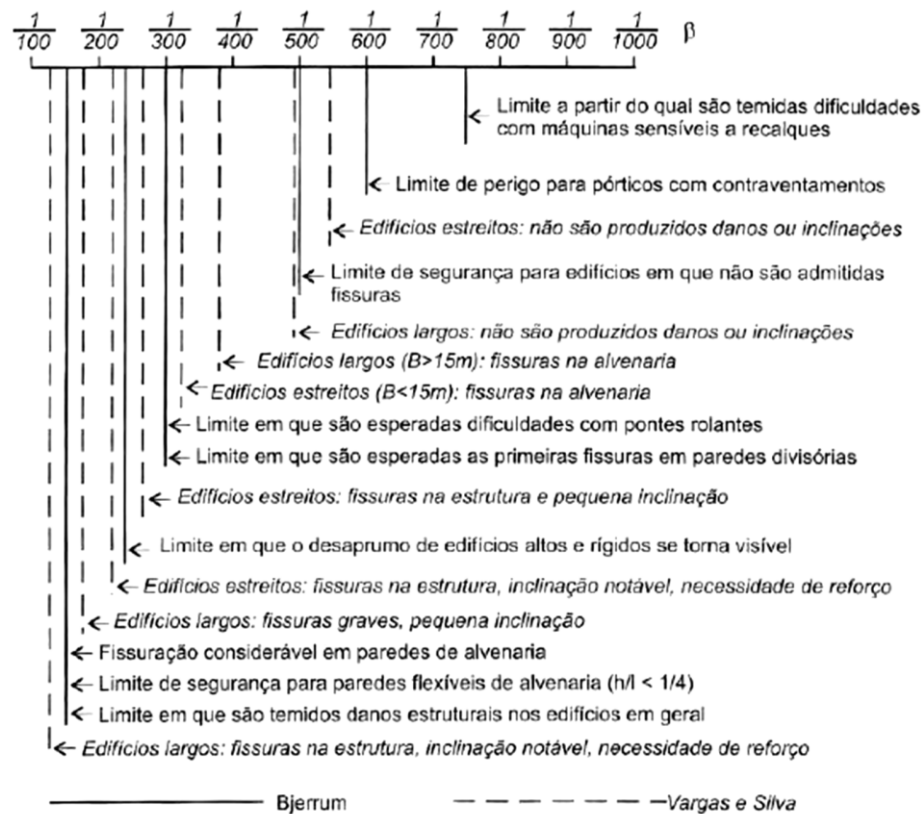 1/100 1/200 1/300 1/400 1/500 1/600 1/700 1/800 1/900 1/1000 β
Limite a partir do qual são temidas dificuldades
com máquinas sensíveis a recalques
Limite de perigo para pórticos com contraventamentos
Edifícios estreitos: não são produzidos danos ou inclinações
Limite de segurança para edifícios em que não são admitidas
fissuras
Edifícios largos: não são produzidos danos ou inclinações
Edifícios largos (B>15m): fissuras na alvenaria
Edifícios estreitos (B<15m): fissuras na alvenaria
Limite em que são esperadas dificuldades com pontes rolantes
Limite em que são esperadas as primeiras fissuras em paredes divisórias
Edifícios estreitos: fissuras na estrutura e pequena inclinação
Limite em que o desaprumo de edifícios altos e rígidos se torna visível
Edifícios estreitos: fissuras na estrutura, inclinação notável, necessidade de reforço
Edifícios largos: fissuras graves, pequena inclinação
Fissuração considerável em paredes de alvenaria
Limite de segurança para paredes flexíveis de alvenaria (h/l < 1/4)
Limite em que são temidos danos estruturais nos edifícios em geral
Edifícios largos: fissuras na estrutura, inclinação notável, necessidade de reforço
Bjerrum
Vargas e Silva